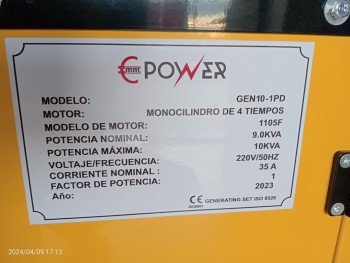 Emm POWER
MODELO: GEN10-1PD
MOTOR: MONOCILINDRO DE 4 TIEMPOS
MODELO DE MOTOR: 1105F
POTENCIA NOMINAL: 9.0KVA
POTENCIA MÁXIMA: 10KVA
VOLTAJE/FRECUENCIA: 220V/50HZ
CORRIENTE NOMINAL: 35 A
FACTOR DE POTENCIA: 1
Año: 2023
CE GENERATING SET ISO 8528
ISO9001
2024/04/09 17:13